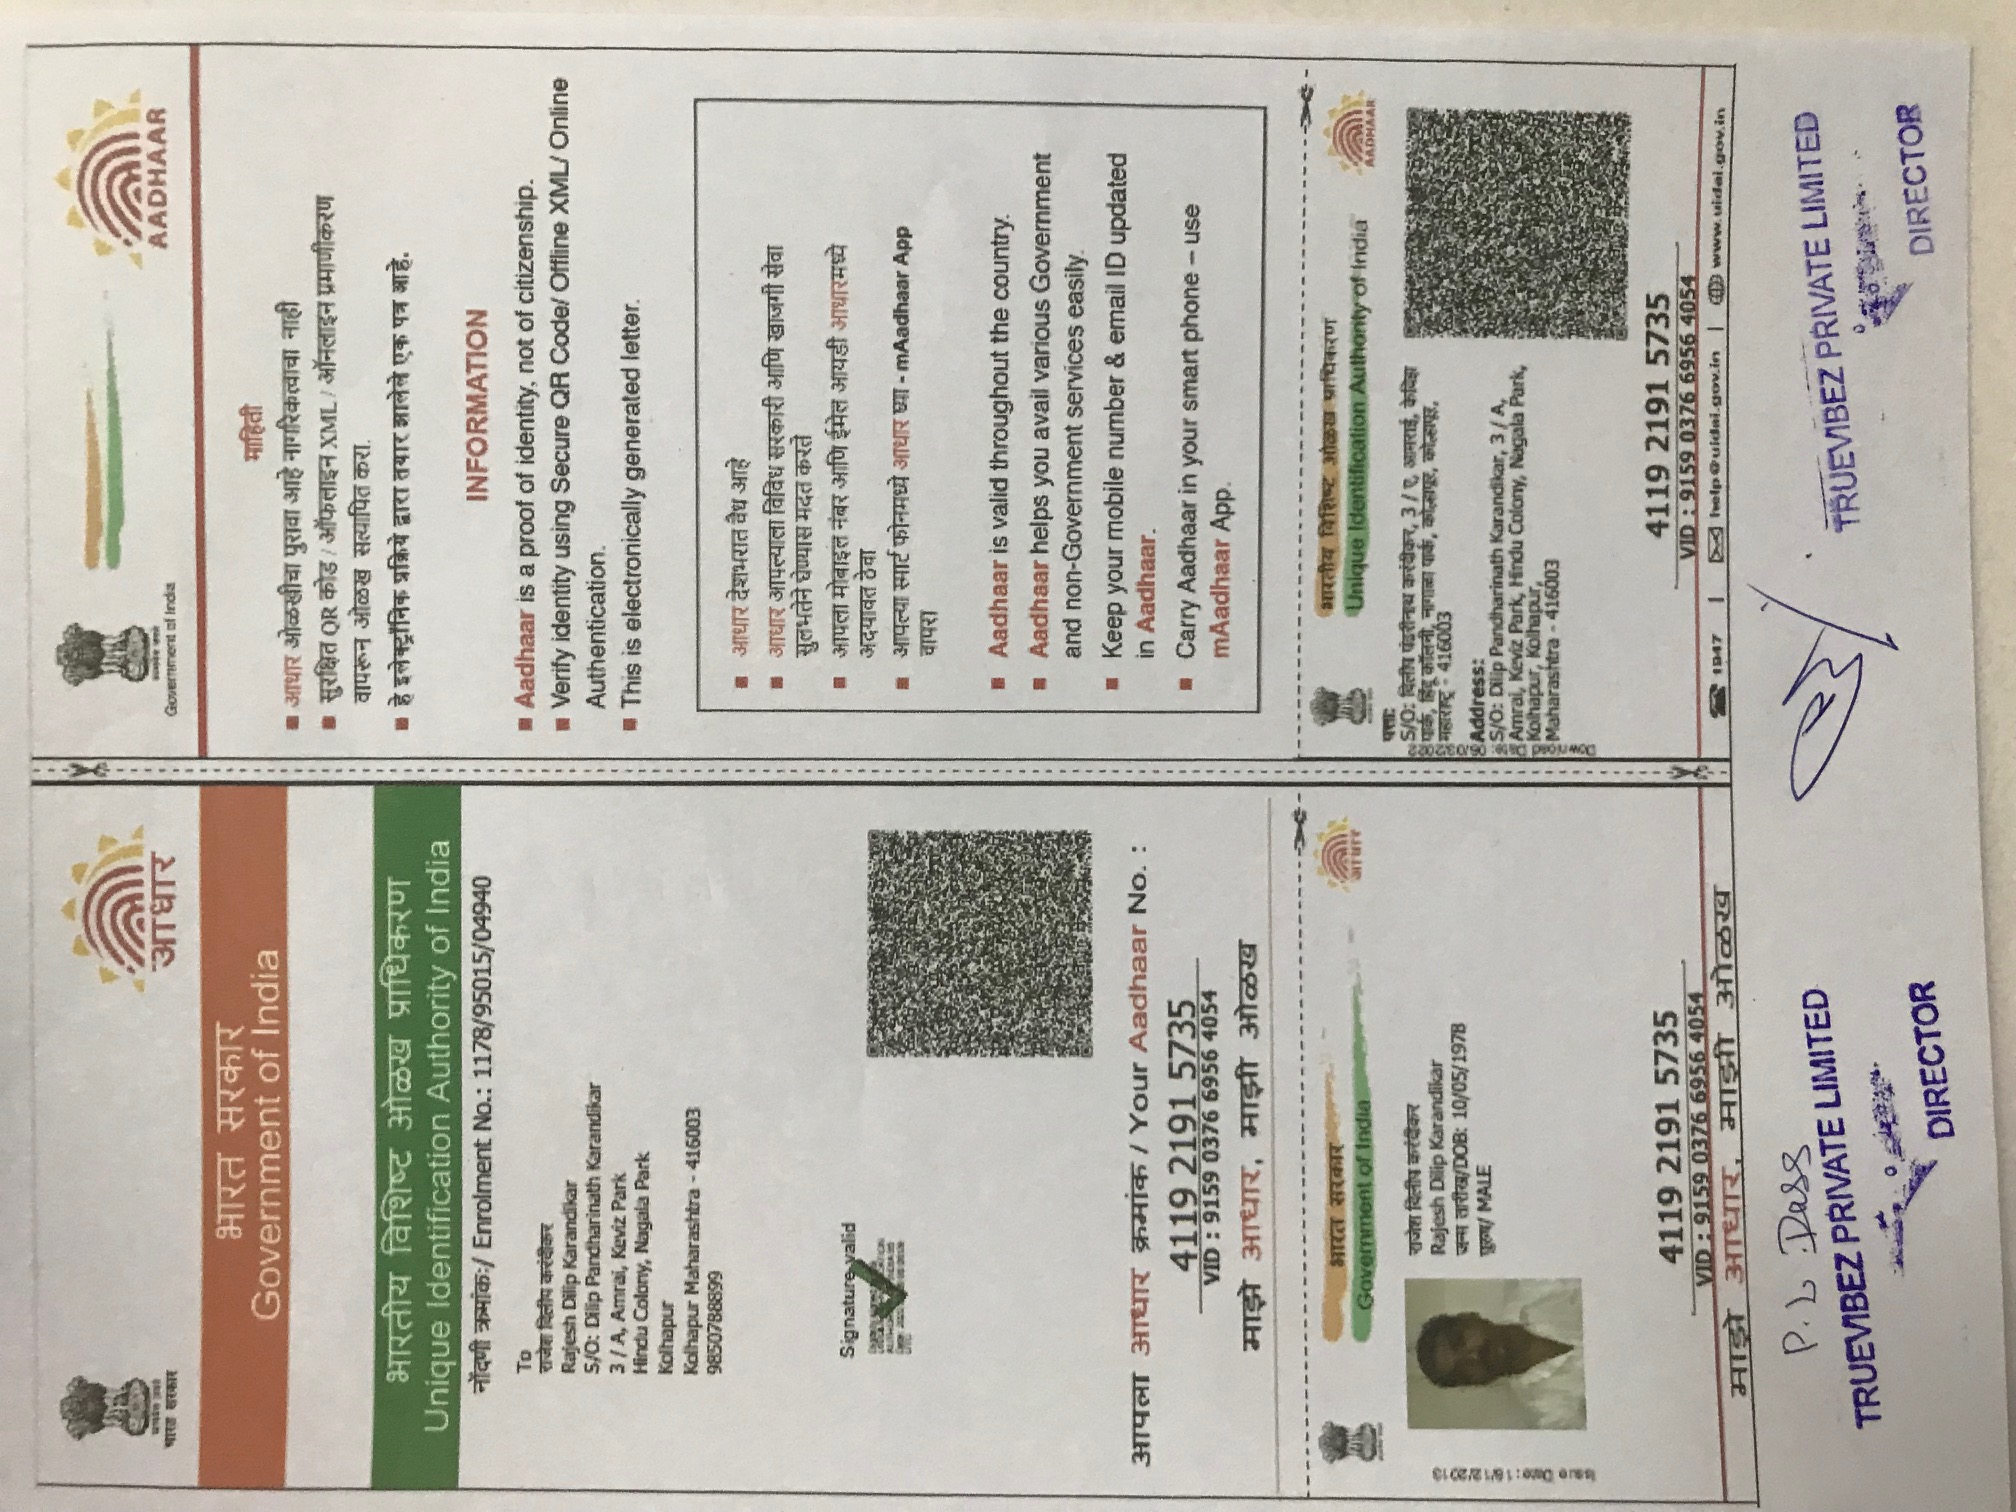 भारत सरकार
आधार
भारत सरकार
Government of India
भारतीय विशिष्ट ओळख प्राधिकरण
Unique Identification Authority of India
नोंदणी क्रमांक:/ Enrolment No.: 1178/95015/04940
To
राजेश दिलीप करंदीकर
Rajesh Dilip Karandikar
S/O: Dilip Pandharinath Karandikar
3 / A, Amrai, Keviz Park
Hindu Colony, Nagala Park
Kolhapur
Kolhapur Maharashtra - 416003
9850788899
Signature valid
आपला आधार क्रमांक / Your Aadhaar No. :
4119 2191 5735
VID : 9159 0376 6956 4054
माझे आधार, माझी ओळख
Government of India
AADHAAR
माहिती
आधार ओळखीचा पुरावा आहे नागरिकत्वाचा नाही
सुरक्षित QR कोड / ऑफलाइन XML / ऑनलाइन प्रमाणीकरण
वापरून ओळख सत्यापित करा.
हे इलेक्ट्रॉनिक प्रक्रिये द्वारा तयार झालेले एक पत्र आहे.
INFORMATION
Aadhaar is a proof of identity, not of citizenship.
Verify identity using Secure QR Code/ Offline XML/ Online
Authentication.
This is electronically generated letter.
आधार देशभरात वैध आहे
आधार आपल्याला विविध सरकारी आणि खाजगी सेवा
सुलभतेने घेण्यास मदत करते
आपला मोबाइल नंबर आणि ईमेल आयडी आधारमध्ये
अदयावत ठेवा
आपल्या स्मार्ट फोनमध्ये आधार घ्या - mAadhaar App
वापरा
Aadhaar is valid throughout the country.
Aadhaar helps you avail various Government
and non-Government services easily.
Keep your mobile number & email ID updated
in Aadhaar.
Carry Aadhaar in your smart phone – use
mAadhaar App.
भारत सरकार
Government of India
आधार
Issue Date: 18/12/2013
राजेश दिलीप करंदीकर
Rajesh Dilip Karandikar
जन्म तारीख/DOB: 10/05/1978
पुरुष/ MALE
4119 2191 5735
VID : 9159 0376 6956 4054
माझे आधार, माझी ओळख
भारतीय विशिष्ट ओळख प्राधिकरण
Unique Identification Authority of India
AADHAAR
Download Date:
पत्ता:
S/O: दिलीप पंढरीनाथ करंदीकर, 3 / ए, आमराई, केविझ
पार्क, हिंदू कॉलनी, नागाळा पार्क, कोल्हापूर, कोल्हापूर,
महाराष्ट्र - 416003
Address:
S/O: Dilip Pandharinath Karandikar, 3 / A,
Amrai, Keviz Park, Hindu Colony, Nagala Park,
Kolhapur, Kolhapur,
Maharashtra - 416003
4119 2191 5735
VID : 9159 0376 6956 4054
1947 | help@uidai.gov.in | www.uidai.gov.in
P. L. Dass
TRUEVIBEZ PRIVATE LIMITED
DIRECTOR
TRUEVIBEZ PRIVATE LIMITED
DIRECTOR